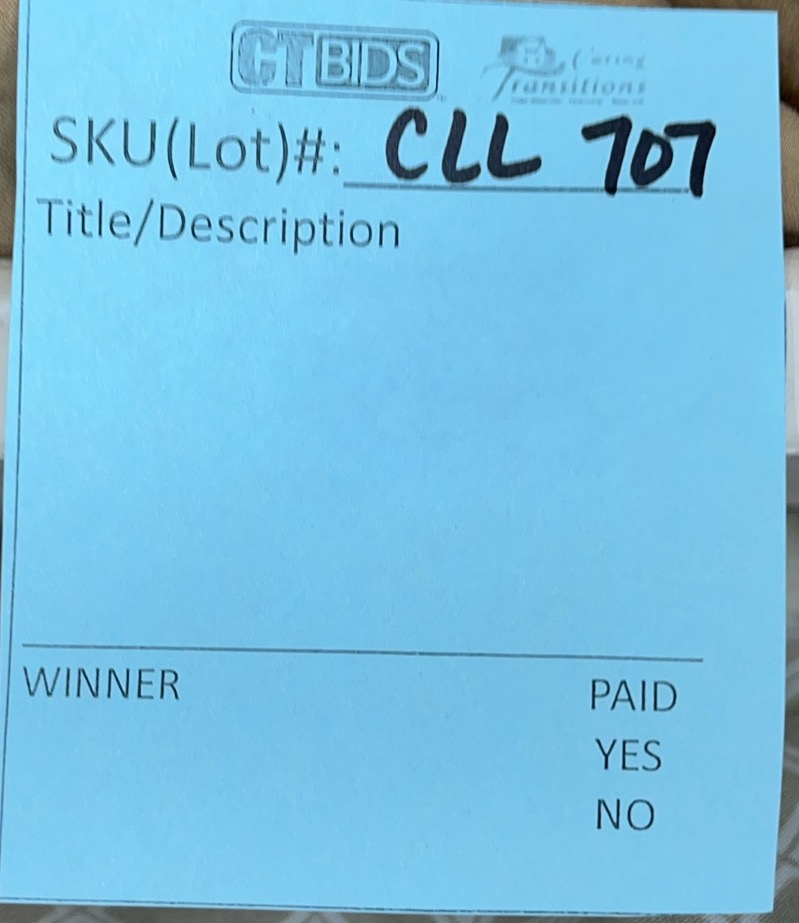 CTBIDS
Caring
Transitions
SKU(Lot)#: CLL 707
Title/Description
WINNER PAID
YES
NO